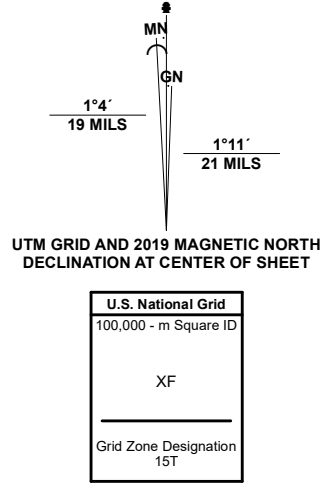 MN
GN
1°4´
19 MILS
1°11´
21 MILS
UTM GRID AND 2019 MAGNETIC NORTH
DECLINATION AT CENTER OF SHEET
U.S. National Grid
100,000 - m Square ID
XF
Grid Zone Designation
15T